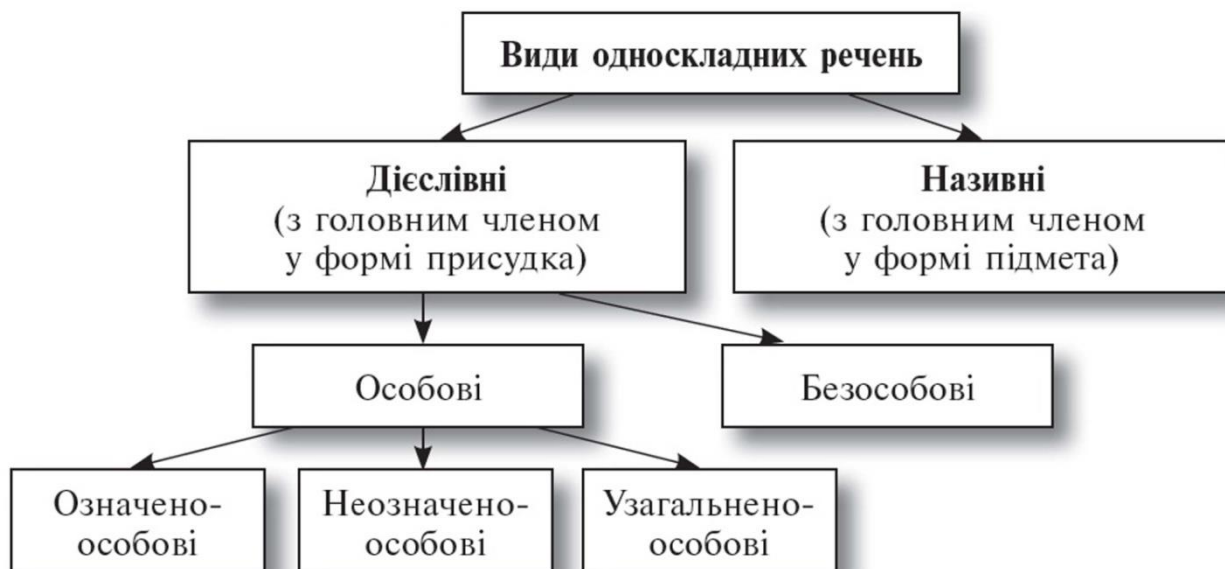 Види односкладних речень
Дієслівні
(з головним членом
у формі присудка)
Називні
(з головним членом
у формі підмета)
Особові
Безособові
Означено-
особові
Неозначено-
особові
Узагальнено-
особові